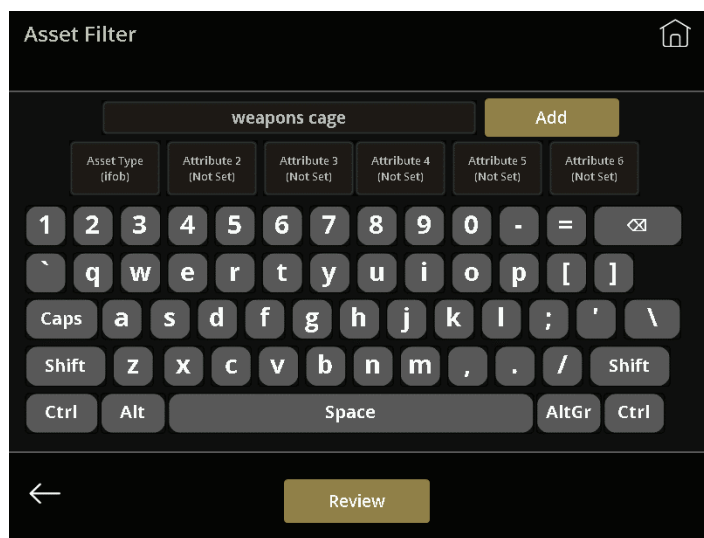 Asset Filter
weapons cage Add
Asset Type Attribute 2 Attribute 3 Attribute 4 Attribute 5 Attribute 6
(ifob) (Not Set) (Not Set) (Not Set) (Not Set) (Not Set)
1 2 3 4 5 6 7 8 9 0 - =
` q w e r t y u i o p [ ]
Caps a s d f g h j k l ; ' \
Shift z x c v b n m , . / Shift
Ctrl Alt Space AltGr Ctrl
Review